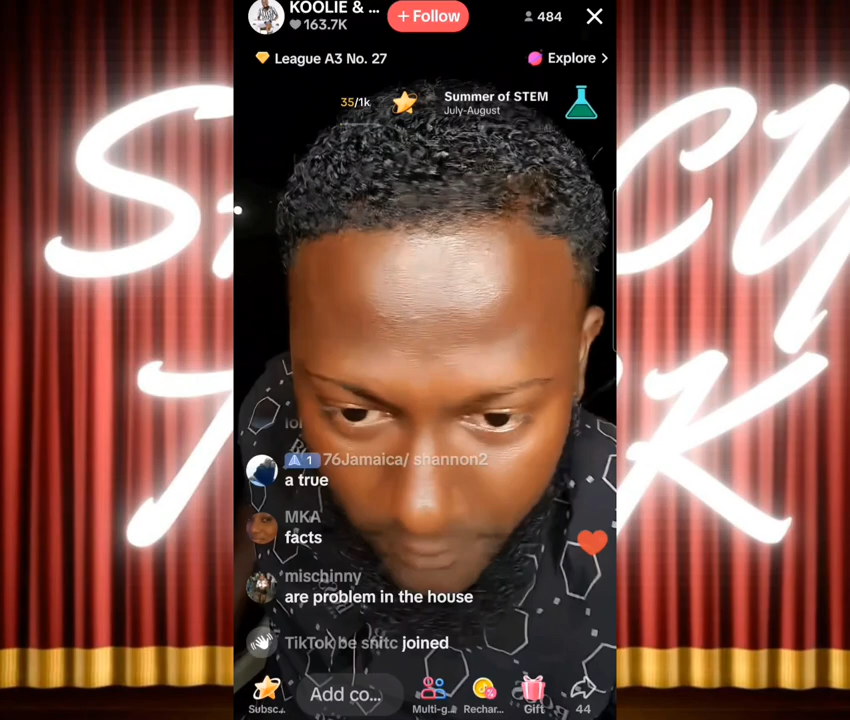 KOOLIE & ...
163.7K
+ Follow
484
League A3 No. 27
Explore >
35/1k
Summer of STEM
July-August
1 76Jamaica/ shannon2
a true
MKA
facts
mischinny
are problem in the house
TikTok be snitc joined
Subsc...
Add co...
Multi-g...
Rechar...
Gift
44